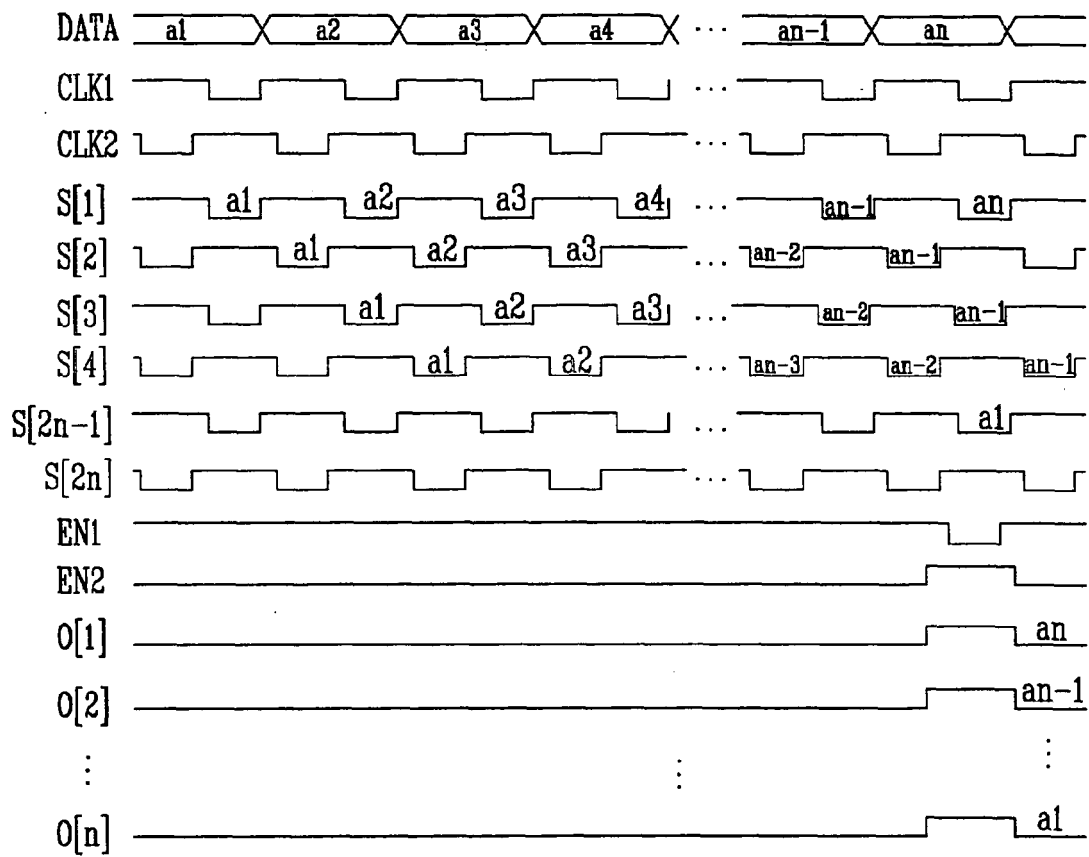 DATA a1 a2 a3 a4 ... an-1 an
CLK1 ...
CLK2 ...
S[1] a1 a2 a3 a4 ... an-1 an
S[2] a1 a2 a3 ... an-2 an-1
S[3] a1 a2 a3 ... an-2 an-1
S[4] a1 a2 ... an-3 an-2 an-1
S[2n-1] ... a1
S[2n] ...
EN1
EN2
O[1] an
O[2] an-1
O[n] a1